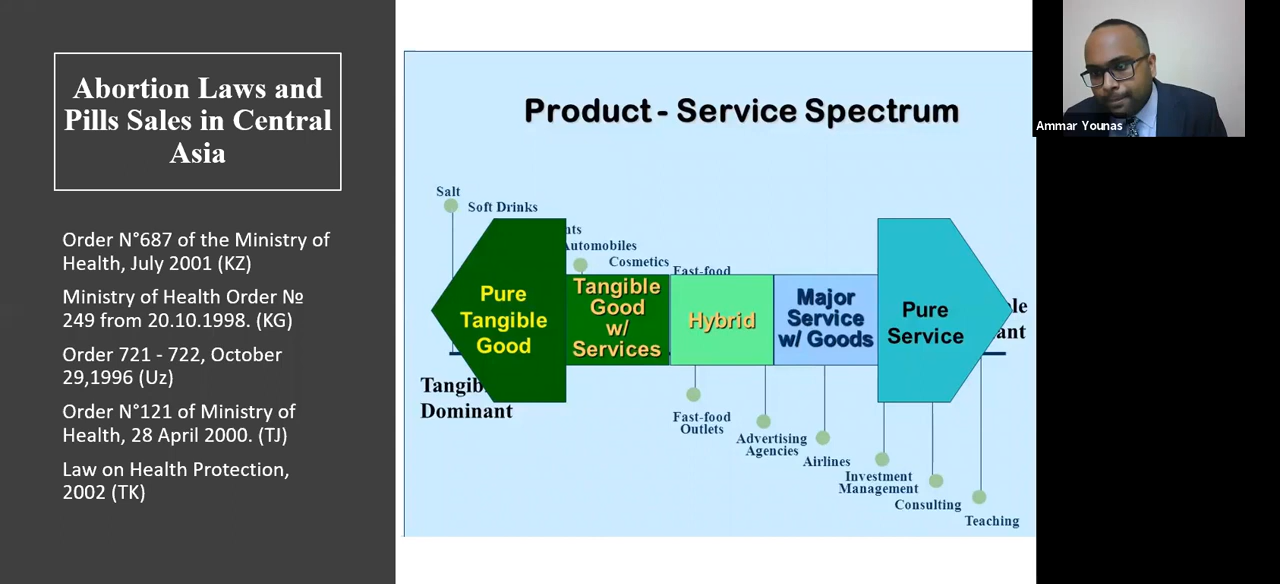 Abortion Laws and
Pills Sales in Central
Asia
Order N°687 of the Ministry of
Health, July 2001 (KZ)
Ministry of Health Order №
249 from 20.10.1998. (KG)
Order 721 - 722, October
29,1996 (Uz)
Order N°121 of Ministry of
Health, 28 April 2000. (TJ)
Law on Health Protection,
2002 (TK)
Product - Service Spectrum
Salt
Soft Drinks
Automobiles
Cosmetics
Fast-food
Pure
Tangible
Good
Tangible
Good
w/
Services
Hybrid
Major
Service
w/ Goods
Pure
Service
Dominant
Fast-food
Outlets
Advertising
Agencies
Airlines
Investment
Management
Consulting
Teaching
Ammar Younas